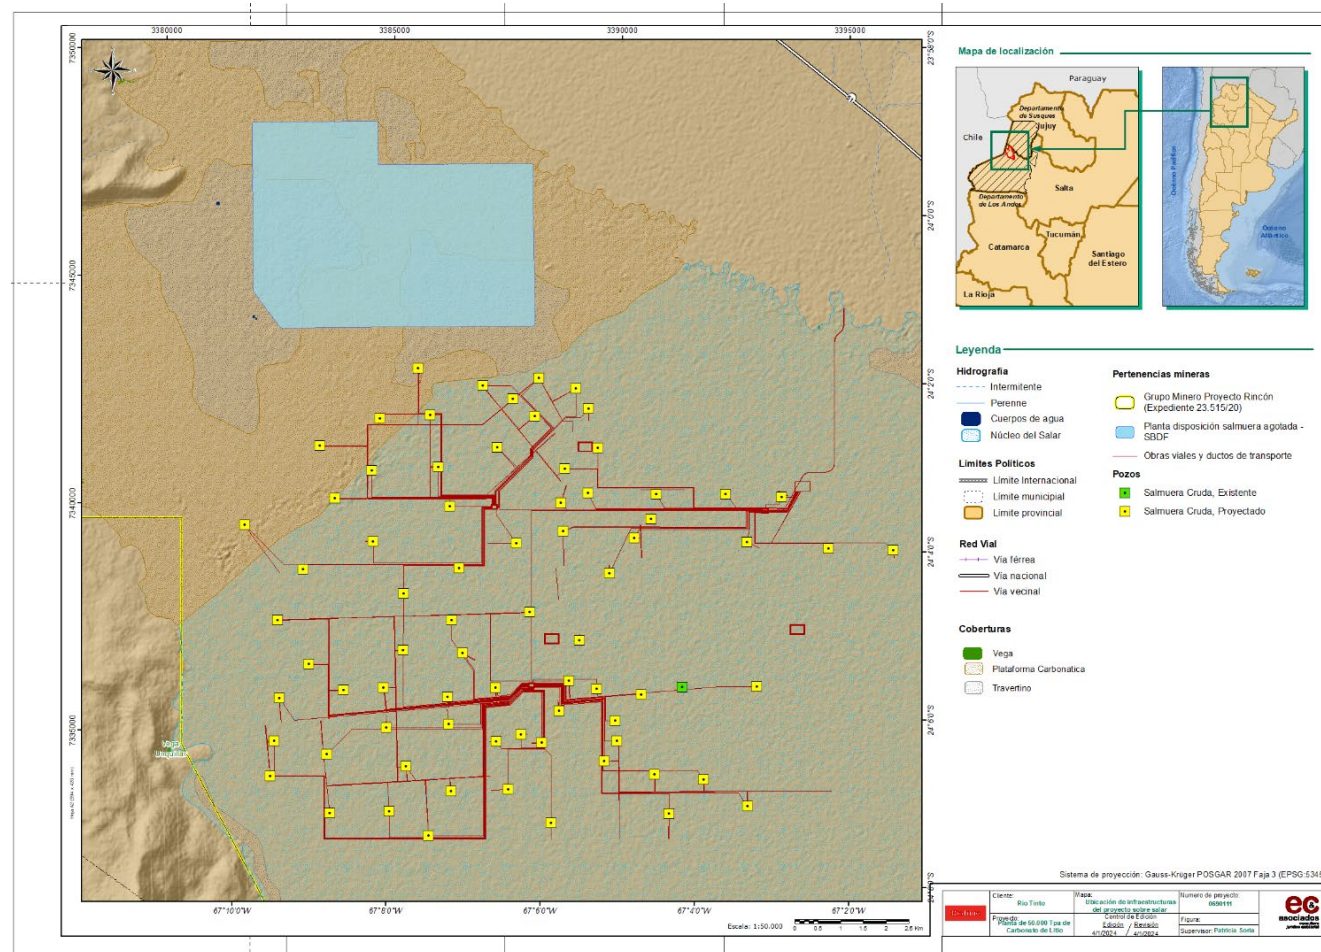 3380000
3385000
3390000
3395000
7350000
7345000
7340000
7335000
23°58'0"S
24°0'0"S
24°2'0"S
24°4'0"S
24°6'0"S
67°10'0"W
67°8'0"W
67°6'0"W
67°4'0"W
67°2'0"W
Vega
Escala: 1:50.000
0 0.5 1 1.5 2 2.5 Km
Mapa de localización
Paraguay
Departamento
de Susques
Jujuy
Chile
Salta
Departamento
de Los Andes
Tucumán
Catamarca
Santiago
del Estero
La Rioja
Océano Pacífico
Océano
Atlántico
Leyenda
Hidrografía
Intermitente
Perenne
Cuerpos de agua
Núcleo del Salar
Límites Políticos
Límite Internacional
Límite municipial
Límite provincial
Red Vial
Vía férrea
Vía nacional
Vía vecinal
Coberturas
Vega
Plataforma Carbonatica
Travertino
Pertenencias mineras
Grupo Minero Proyecto Rincón
(Expediente 23.515/20)
Planta disposición salmuera agotada -
SBDF
Obras viales y ductos de transporte
Pozos
Salmuera Cruda, Existente
Salmuera Cruda, Proyectado
Sistema de proyección: Gauss-Krüger POSGAR 2007 Faja 3 (EPSG:534
Cliente:
Rio Tinto
Proyecto:
Planta de 50.000 Tpa de
Carbonato de Litio
Mapa:
Ubicación de infraestructuras
del proyecto sobre salar
Control de Edición
Edición / Revisión
4/1/2024 4/1/2024
Numero de proyecto:
0690111
Figura:
Supervisor: Patricia Soria
ec&
asociados